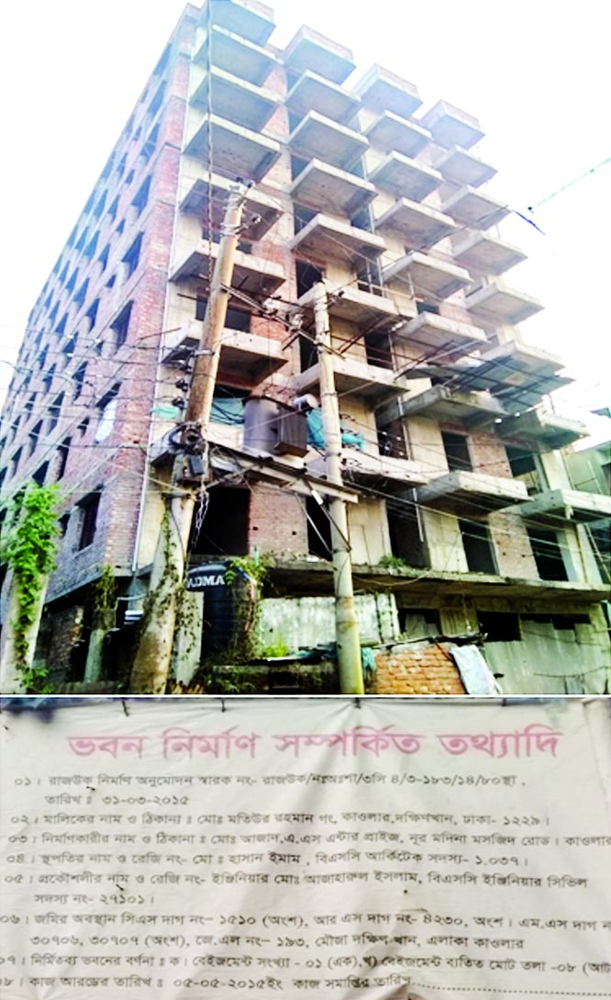 ADMA
ভবন নির্মাণ সম্পর্কিত তথ্যাদি
০১। রাজউক নির্মাণ অনুমোদন স্বারক নং- রাজউক/নঃঅঃশা/৩সি ৪/৩-১৮৩/১৪/৮০স্থা,
তারিখ ঃ ৩১-০৩-২০১৫
০২। মালিকের নাম ও ঠিকানা ঃ মোঃ মতিউর রহমান গং, কাওলার,দক্ষিণখান, ঢাকা- ১২২৯।
০৩। নির্মাণকারীর নাম ও ঠিকানা ঃ মোঃ আজাদ,এ.এস এন্টার প্রাইজ, নূর মদিনা মসজিদ রোড। কাওলা
০৪। স্থপতির নাম ও রেজি নং- মো ঃ হাসান ইমাম, বিএসসি আর্কিটেক সদস্য- ১.০৩৭।
০৫। প্রকৌশলীর নাম ও রেজি নং- ইঞ্জিনিয়ার মোঃ আজাহারুল ইসলাম, বিএসসি ইঞ্জিনিয়ার সিভিল
সদস্য নং- ২৭১০১।
০৬। জমির অবস্থান সিএস দাগ নং– ১৫১০ (অংশ), আর এস দাগ নং- ৪২৩০, অংশ। এম.এস দাগ ন
৩০৭০৬, ৩০৭০৭ (অংশ), জে.এল নং– ১৯৩, মৌজা দক্ষিণ খান, এলাকা কাওলার
০৭। নির্মিতব্য ভবনের বর্ণনা ঃ ক। বেইজমেন্ট সংখ্যা - ০১ (এক),খ) বেইজমেন্ট ব্যতিত মোট তলা -০৮ (আট
০৮। কাজ আরম্ভের তারিখ ঃ ০৫-০৫-২০১৫ইং কাজ সমাপ্তির তারিখ